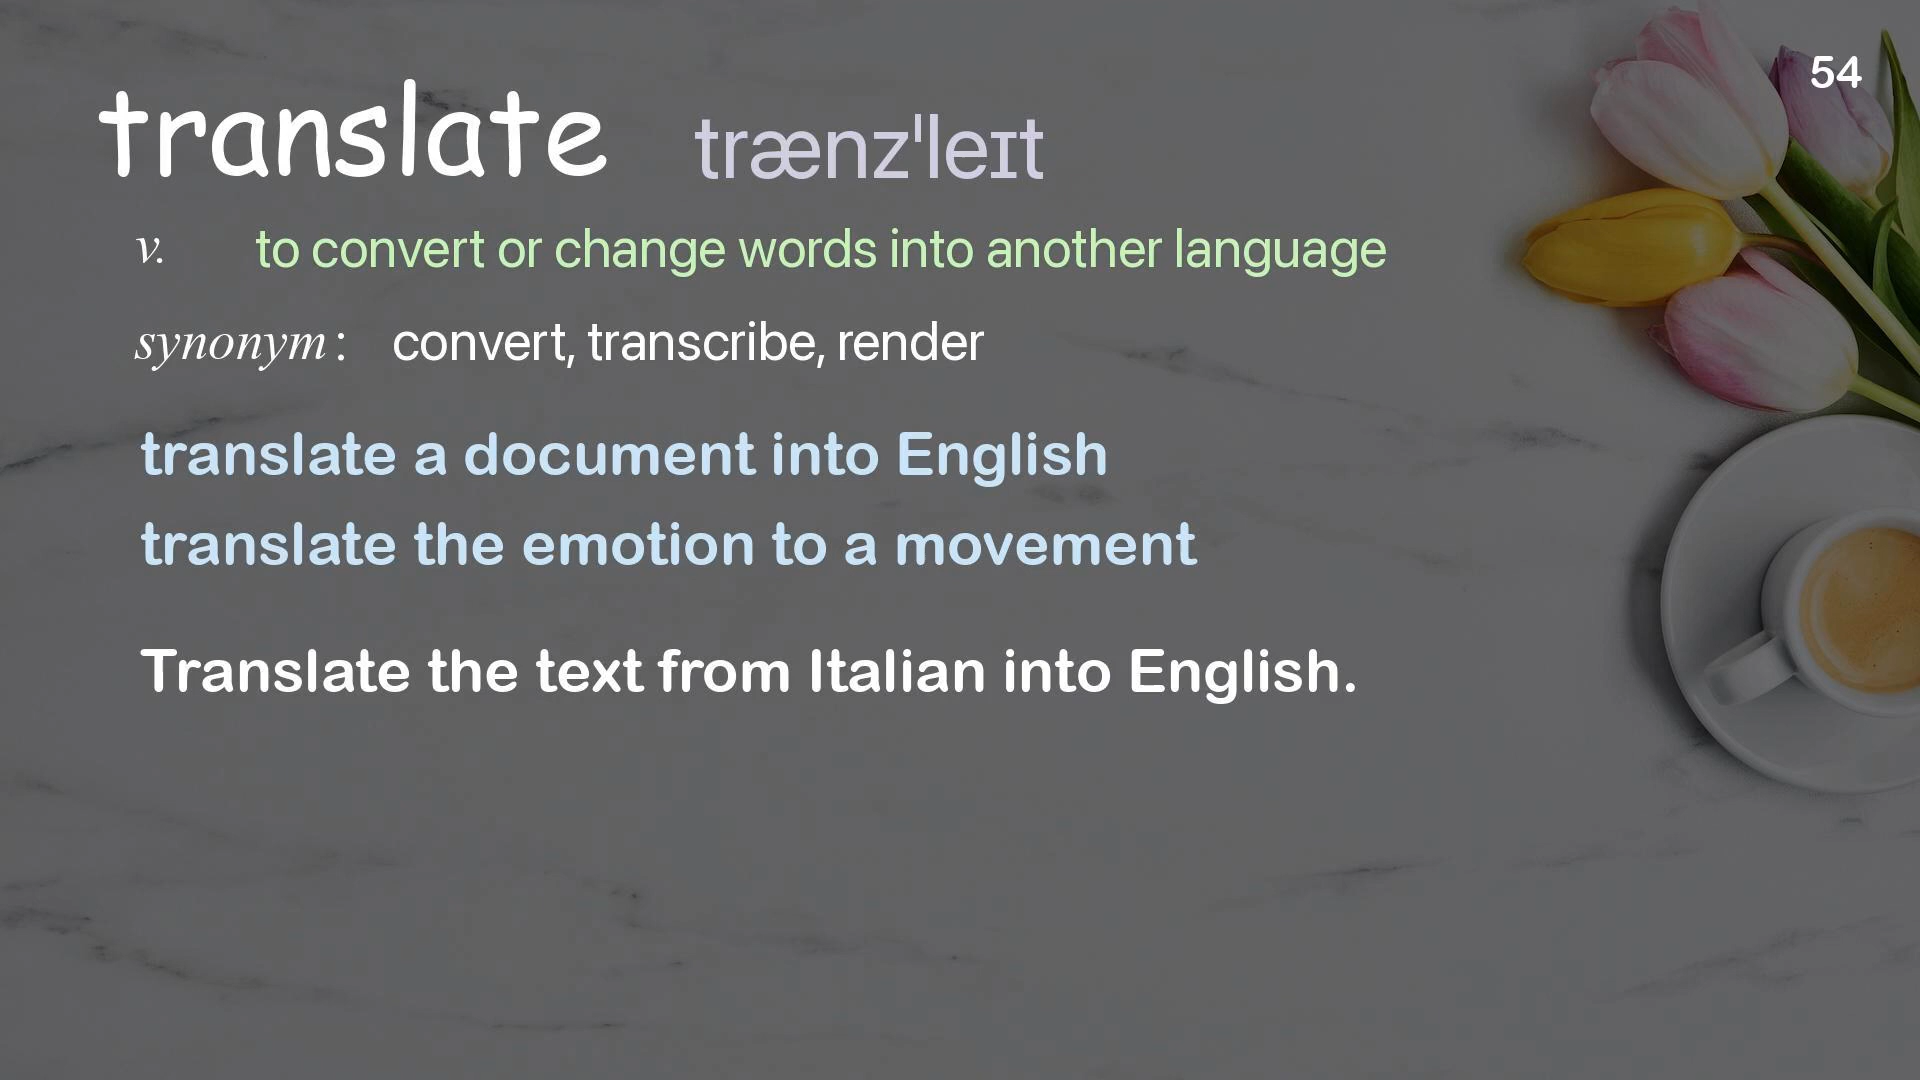 54
translate trænz'leɪt
v. to convert or change words into another language
synonym: convert, transcribe, render
translate a document into English
translate the emotion to a movement
Translate the text from Italian into English.